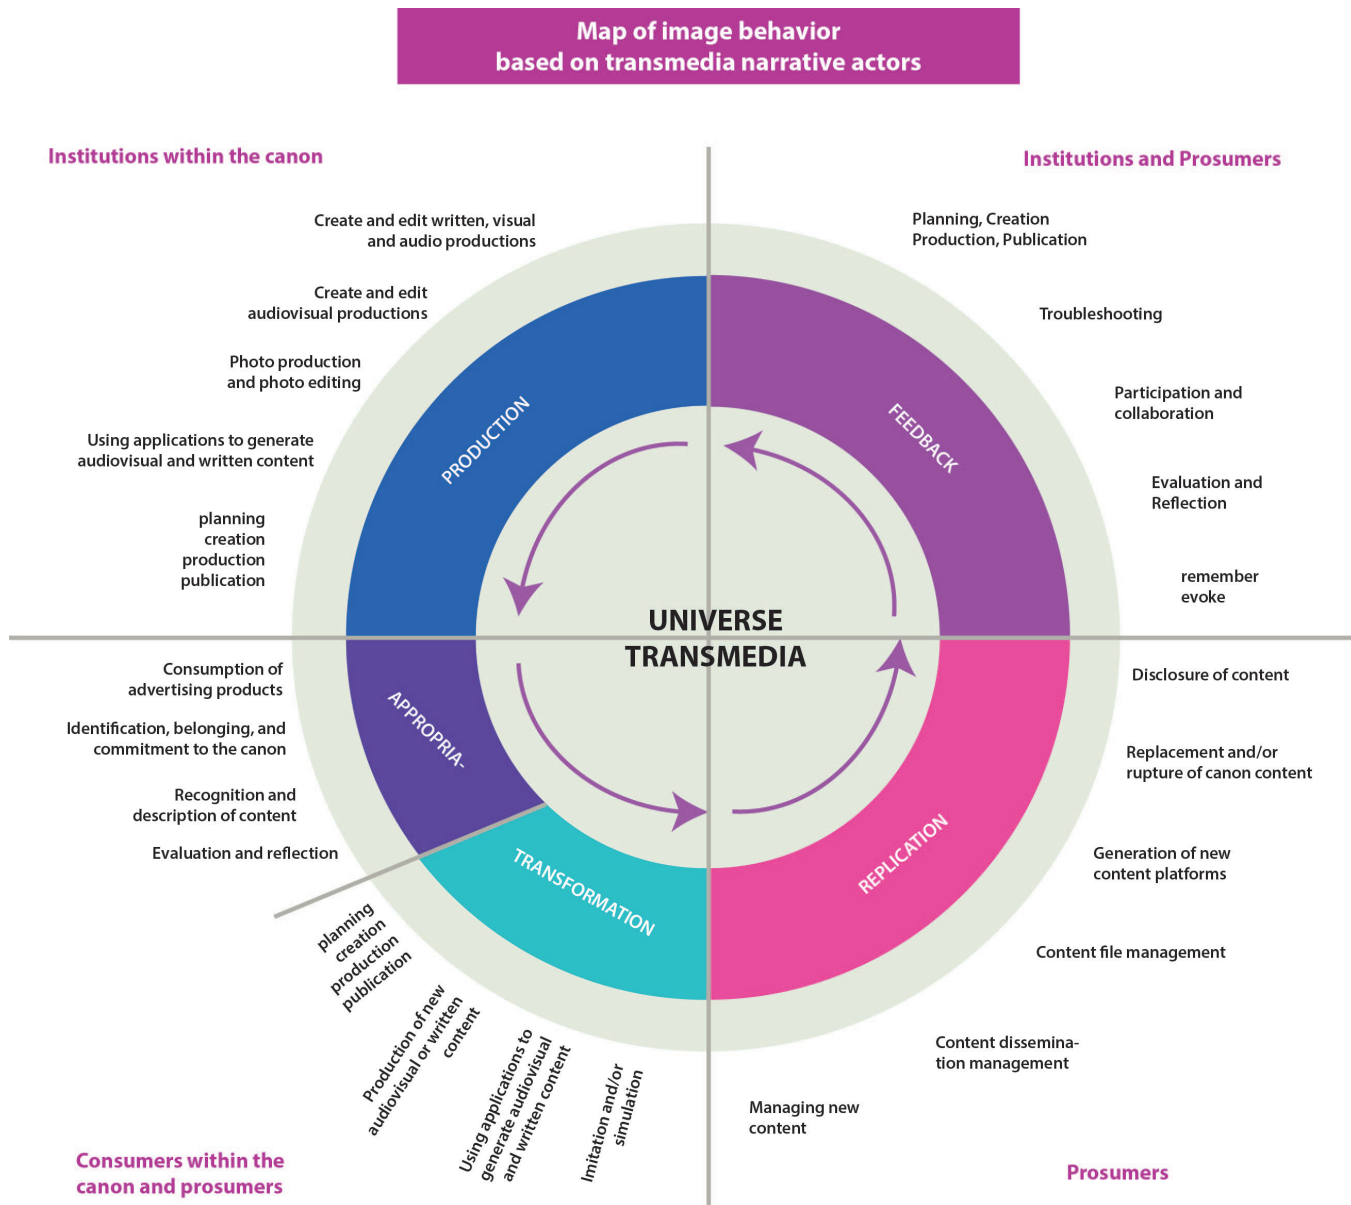 Map of image behavior
based on transmedia narrative actors
Institutions within the canon
Create and edit written, visual
and audio productions
Create and edit
audiovisual productions
Photo production
and photo editing
Using applications to generate
audiovisual and written content
planning
creation
production
publication
PRODUCTION
Institutions and Prosumers
Planning, Creation
Production, Publication
Troubleshooting
Participation and
collaboration
Evaluation and
Reflection
remember
evoke
FEEDBACK
UNIVERSE
TRANSMEDIA
Consumption of
advertising products
Identification, belonging, and
commitment to the canon
Recognition and
description of content
Evaluation and reflection
APPROPRIA-
TRANSFORMATION
planning
creation
production
publication
Production of new
audiovisual or written
content
Using applications to
generate audiovisual
and written content
Imitation and/or
simulation
Consumers within the
canon and prosumers
REPLICATION
Disclosure of content
Replacement and/or
rupture of canon content
Generation of new
content platforms
Content file management
Content dissemina-
tion management
Managing new
content
Prosumers